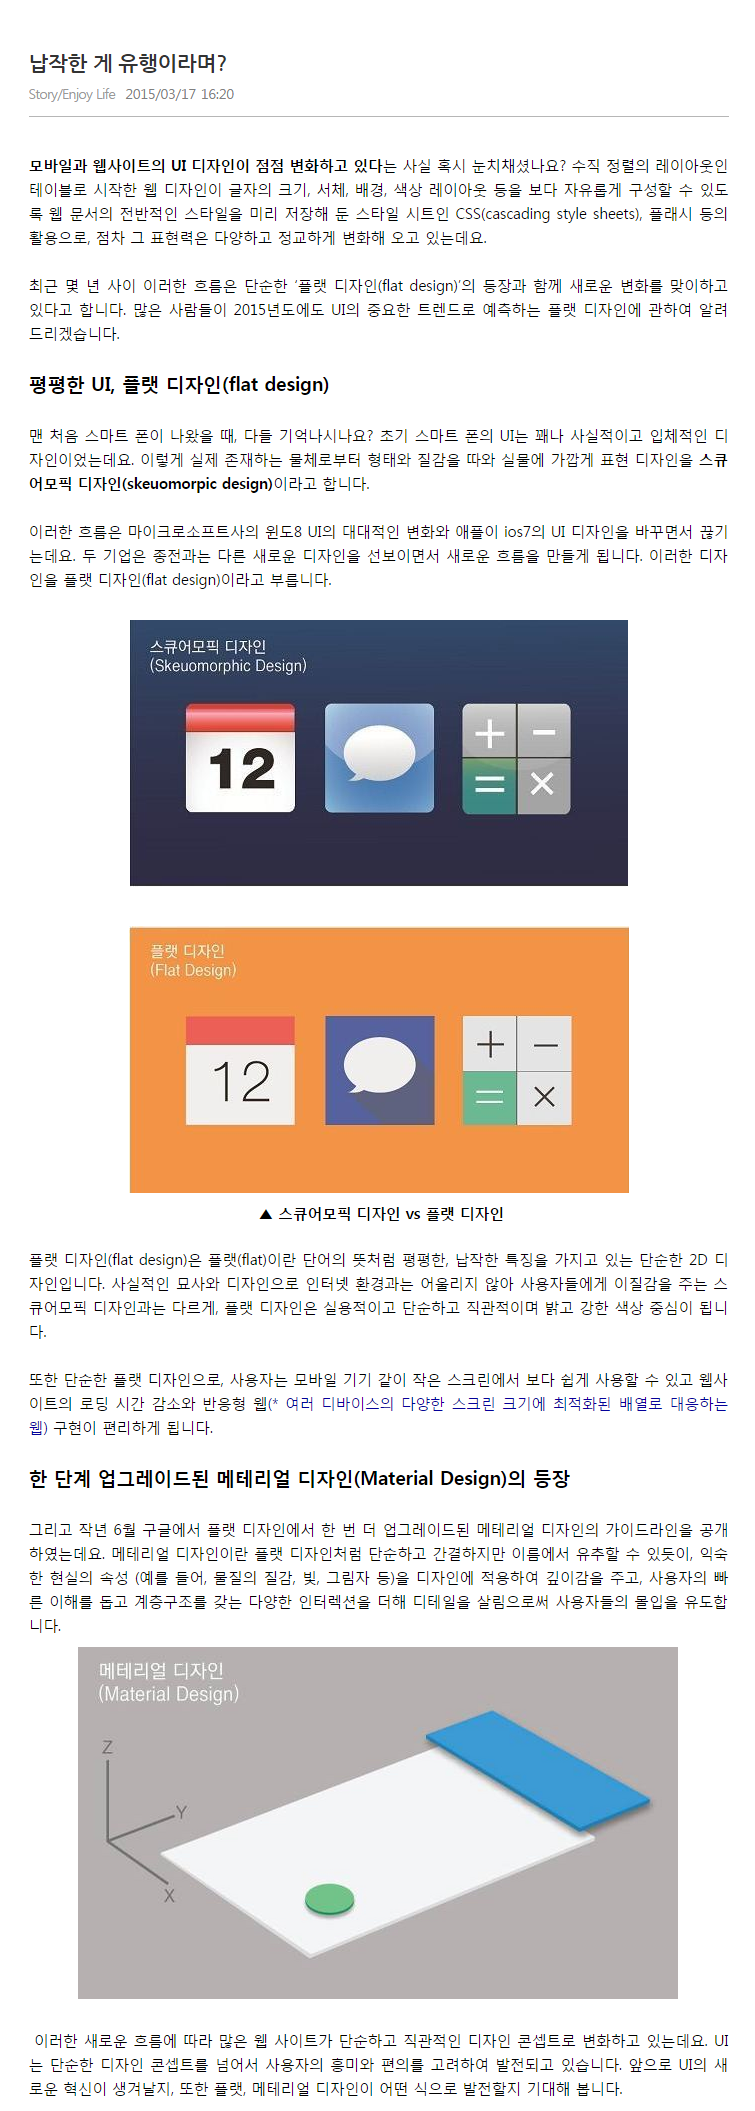 납작한 게 유행이라며?
Story/Enjoy Life 2015/03/17 16:20
모바일과 웹사이트의 UI 디자인이 점점 변화하고 있다는 사실 혹시 눈치채셨나요? 수직 정렬의 레이아웃인
테이블로 시작한 웹 디자인이 글자의 크기, 서체, 배경, 색상 레이아웃 등을 보다 자유롭게 구성할 수 있도
록 웹 문서의 전반적인 스타일을 미리 저장해 둔 스타일 시트인 CSS(cascading style sheets), 플래시 등의
활용으로, 점차 그 표현력은 다양하고 정교하게 변화해 오고 있는데요.
최근 몇 년 사이 이러한 흐름은 단순한 '플랫 디자인(flat design)'의 등장과 함께 새로운 변화를 맞이하고
있다고 합니다. 많은 사람들이 2015년도에도 UI의 중요한 트렌드로 예측하는 플랫 디자인에 관하여 알려
드리겠습니다.
평평한 UI, 플랫 디자인(flat design)
맨 처음 스마트 폰이 나왔을 때, 다들 기억나시나요? 초기 스마트 폰의 UI는 꽤나 사실적이고 입체적인 디
자인이었는데요. 이렇게 실제 존재하는 물체로부터 형태와 질감을 따와 실물에 가깝게 표현 디자인을 스큐
어모픽 디자인(skeuomorpic design)이라고 합니다.
이러한 흐름은 마이크로소프트사의 윈도8 UI의 대대적인 변화와 애플이 ios7의 UI 디자인을 바꾸면서 끊기
는데요. 두 기업은 종전과는 다른 새로운 디자인을 선보이면서 새로운 흐름을 만들게 됩니다. 이러한 디자
인을 플랫 디자인(flat design)이라고 부릅니다.
스큐어모픽 디자인
(Skeuomorphic Design)
12
+ −
= ×
플랫 디자인
(Flat Design)
12
+ −
= ×
▲ 스큐어모픽 디자인 vs 플랫 디자인
플랫 디자인(flat design)은 플랫(flat)이란 단어의 뜻처럼 평평한, 납작한 특징을 가지고 있는 단순한 2D 디
자인입니다. 사실적인 묘사와 디자인으로 인터넷 환경과는 어울리지 않아 사용자들에게 이질감을 주는 스
큐어모픽 디자인과는 다르게, 플랫 디자인은 실용적이고 단순하고 직관적이며 밝고 강한 색상 중심이 됩니
다.
또한 단순한 플랫 디자인으로, 사용자는 모바일 기기 같이 작은 스크린에서 보다 쉽게 사용할 수 있고 웹사
이트의 로딩 시간 감소와 반응형 웹(* 여러 디바이스의 다양한 스크린 크기에 최적화된 배열로 대응하는
웹) 구현이 편리하게 됩니다.
한 단계 업그레이드된 메테리얼 디자인(Material Design)의 등장
그리고 작년 6월 구글에서 플랫 디자인에서 한 번 더 업그레이드된 메테리얼 디자인의 가이드라인을 공개
하였는데요. 메테리얼 디자인이란 플랫 디자인처럼 단순하고 간결하지만 이름에서 유추할 수 있듯이, 익숙
한 현실의 속성 (예를 들어, 물질의 질감, 빛, 그림자 등)을 디자인에 적용하여 깊이감을 주고, 사용자의 빠
른 이해를 돕고 계층구조를 갖는 다양한 인터렉션을 더해 디테일을 살림으로써 사용자들의 몰입을 유도합
니다.
메테리얼 디자인
(Material Design)
Z
Y
X
이러한 새로운 흐름에 따라 많은 웹 사이트가 단순하고 직관적인 디자인 콘셉트로 변화하고 있는데요. UI
는 단순한 디자인 콘셉트를 넘어서 사용자의 흥미와 편의를 고려하여 발전되고 있습니다. 앞으로 UI의 새
로운 혁신이 생겨날지, 또한 플랫, 메테리얼 디자인이 어떤 식으로 발전할지 기대해 봅니다.